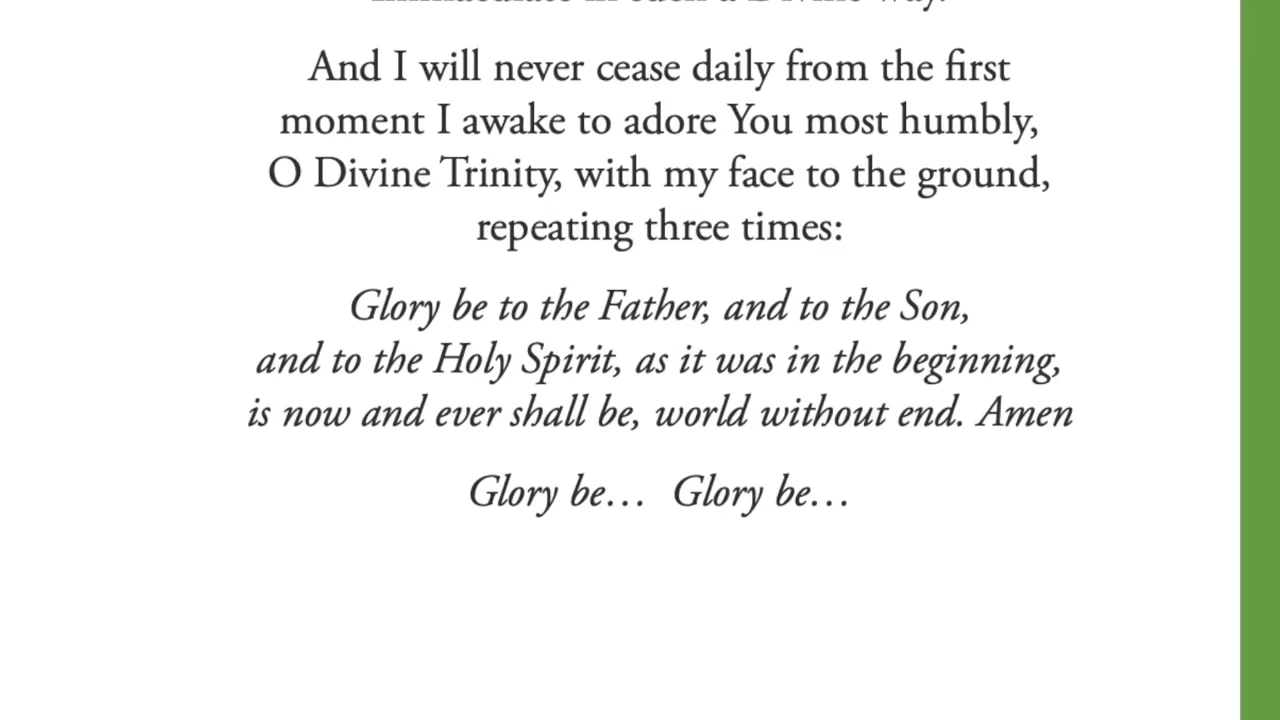 And I will never cease daily from the first
moment I awake to adore You most humbly,
O Divine Trinity, with my face to the ground,
repeating three times:
Glory be to the Father, and to the Son,
and to the Holy Spirit, as it was in the beginning,
is now and ever shall be, world without end. Amen
Glory be… Glory be…